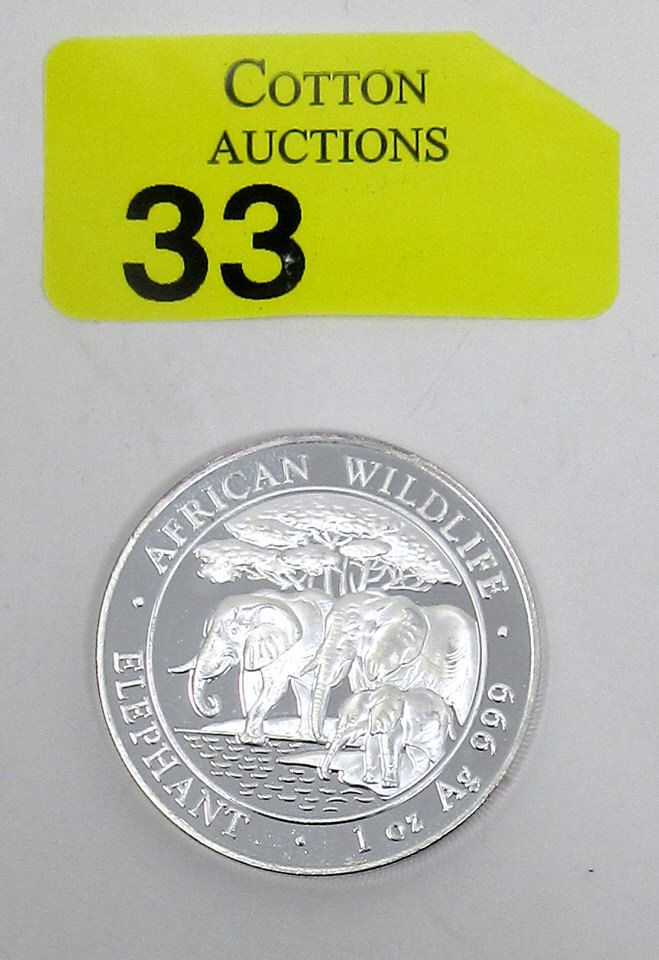 COTTON
AUCTIONS
33
AFRICAN WILDLIFE
ELEPHANT
1 oz Ag 999